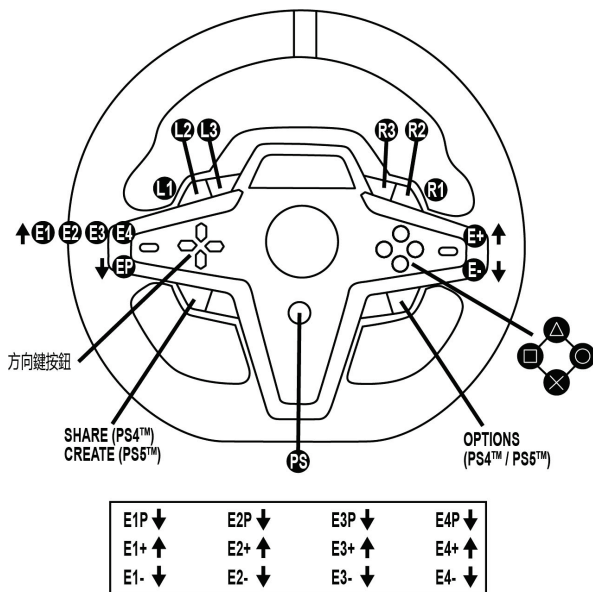 L2 L3 R3 R2
L1 R1
↑ E1 E2 E3 E4 E+ ↑
↓ EP E- ↓
方向鍵按鈕
SHARE (PS4™)
CREATE (PS5™)
PS
OPTIONS
(PS4™ / PS5™)
E1P ↓ E2P ↓ E3P ↓ E4P ↓
E1+ ↑ E2+ ↑ E3+ ↑ E4+ ↑
E1- ↓ E2- ↓ E3- ↓ E4- ↓